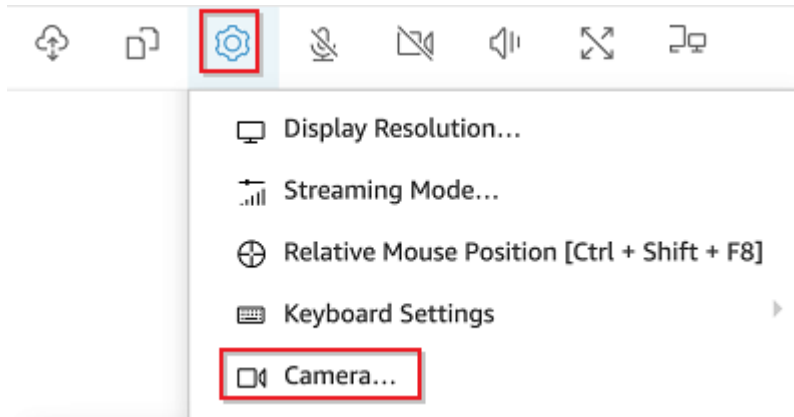 Display Resolution...
Streaming Mode...
Relative Mouse Position [Ctrl + Shift + F8]
Keyboard Settings
Camera...